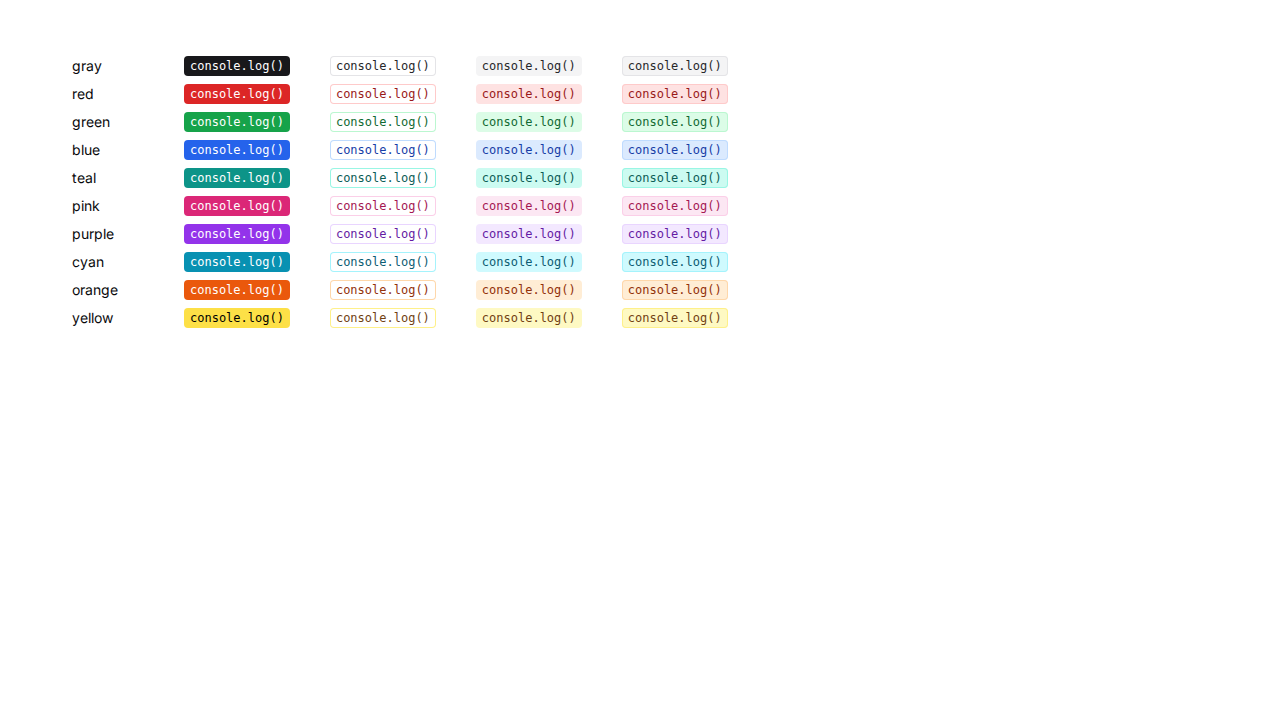 gray console.log() console.log() console.log() console.log()
red console.log() console.log() console.log() console.log()
green console.log() console.log() console.log() console.log()
blue console.log() console.log() console.log() console.log()
teal console.log() console.log() console.log() console.log()
pink console.log() console.log() console.log() console.log()
purple console.log() console.log() console.log() console.log()
cyan console.log() console.log() console.log() console.log()
orange console.log() console.log() console.log() console.log()
yellow console.log() console.log() console.log() console.log()